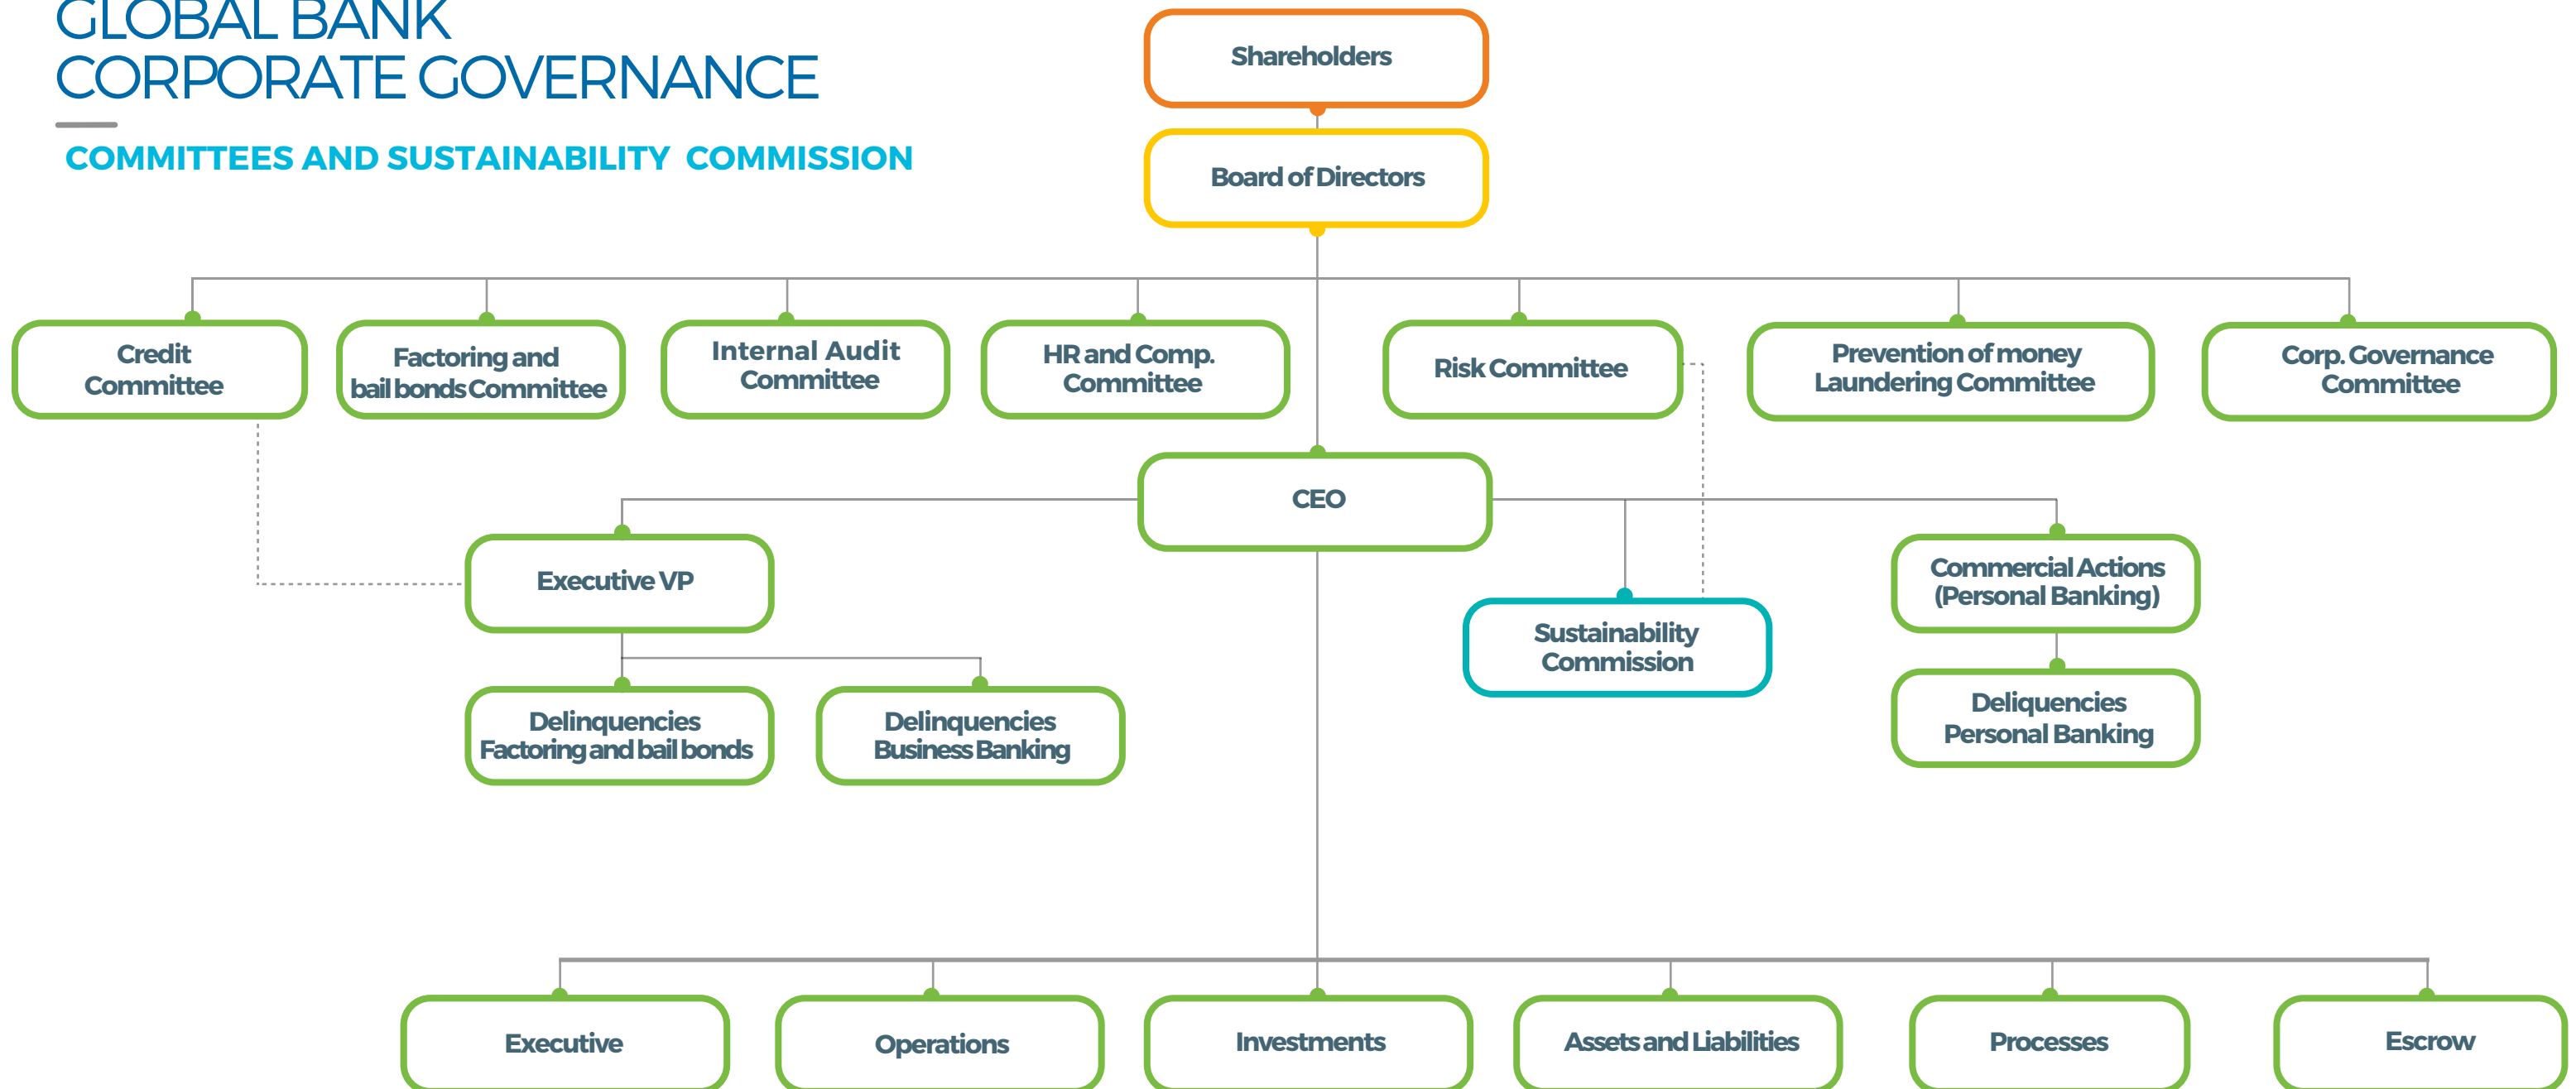 GLOBAL BANK
CORPORATE GOVERNANCE
COMMITTEES AND SUSTAINABILITY COMMISSION
Shareholders
Board of Directors
Credit
Committee
Factoring and
bail bonds Committee
Internal Audit
Committee
HR and Comp.
Committee
Risk Committee
Prevention of money
Laundering Committee
Corp. Governance
Committee
CEO
Executive VP
Sustainability
Commission
Commercial Actions
(Personal Banking)
Delinquencies
Factoring and bail bonds
Delinquencies
Business Banking
Deliquencies
Personal Banking
Executive
Operations
Investments
Assets and Liabilities
Processes
Escrow